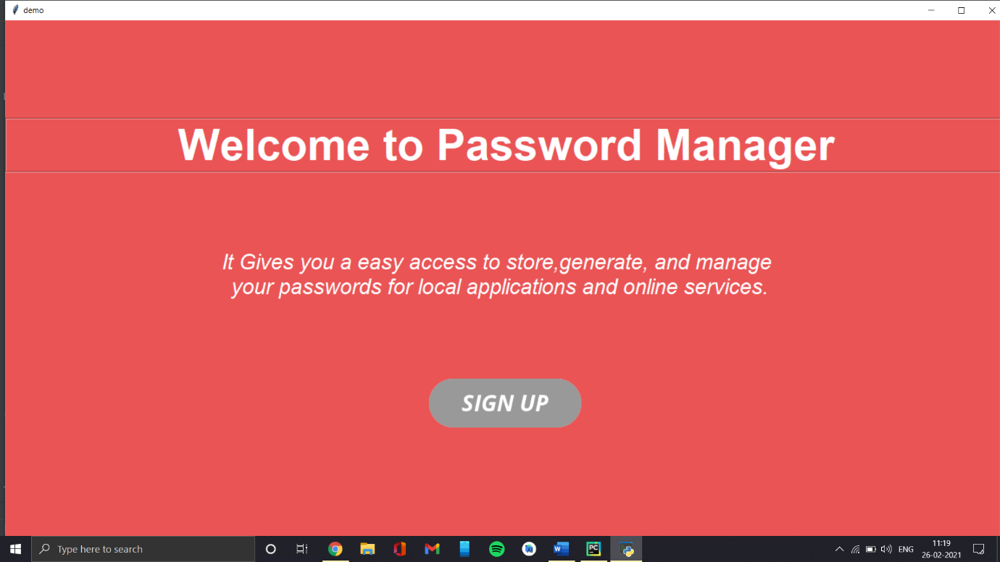 demo
Welcome to Password Manager
It Gives you a easy access to store,generate, and manage
your passwords for local applications and online services.
SIGN UP
Type here to search
W
PC
ENG
11:19
26-02-2021